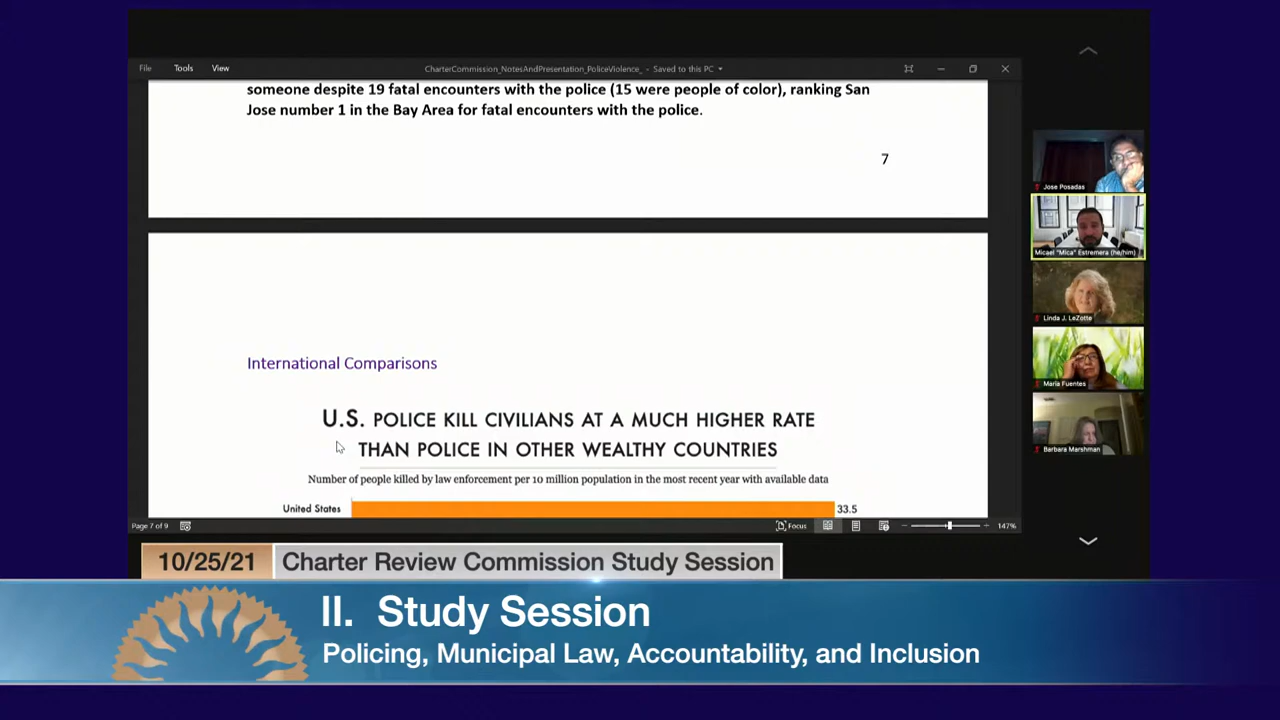 File Tools View CharterCommission_NotesAndPresentation_PoliceViolence_ - Saved to this PC
someone despite 19 fatal encounters with the police (15 were people of color), ranking San
Jose number 1 in the Bay Area for fatal encounters with the police.
7
International Comparisons
U.S. POLICE KILL CIVILIANS AT A MUCH HIGHER RATE
THAN POLICE IN OTHER WEALTHY COUNTRIES
Number of people killed by law enforcement per 10 million population in the most recent year with available data
United States 33.5
Page 7 of 9 Focus 147%
Jose Posadas
Micael "Mica" Estremera (he/him)
Linda J. LeZotte
Maria Fuentes
Barbara Marshman
10/25/21 Charter Review Commission Study Session
II. Study Session
Policing, Municipal Law, Accountability, and Inclusion